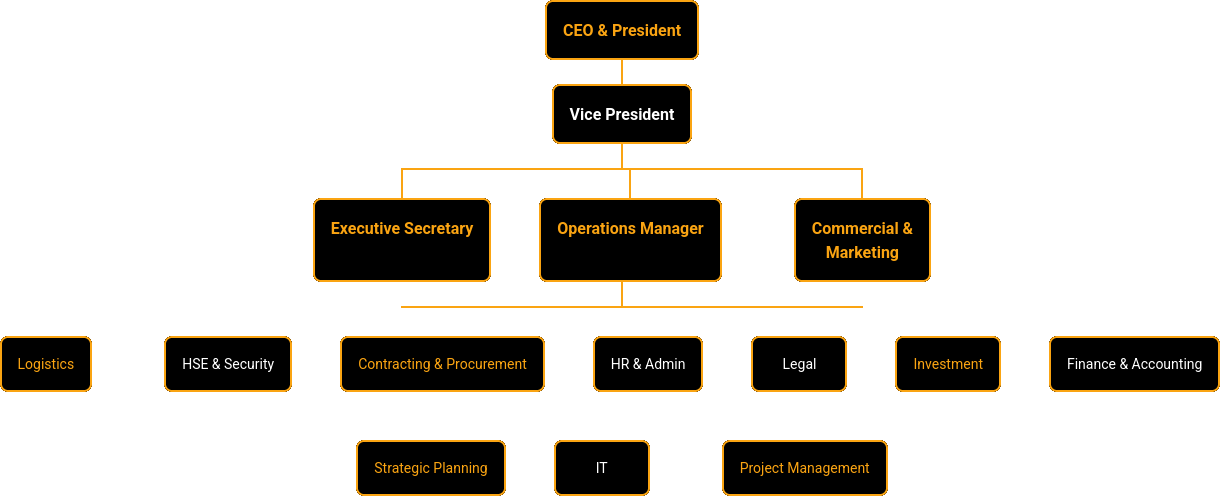 CEO & President
Vice President
Executive Secretary
Operations Manager
Commercial &
Marketing
Logistics
HSE & Security
Contracting & Procurement
HR & Admin
Legal
Investment
Finance & Accounting
Strategic Planning
IT
Project Management